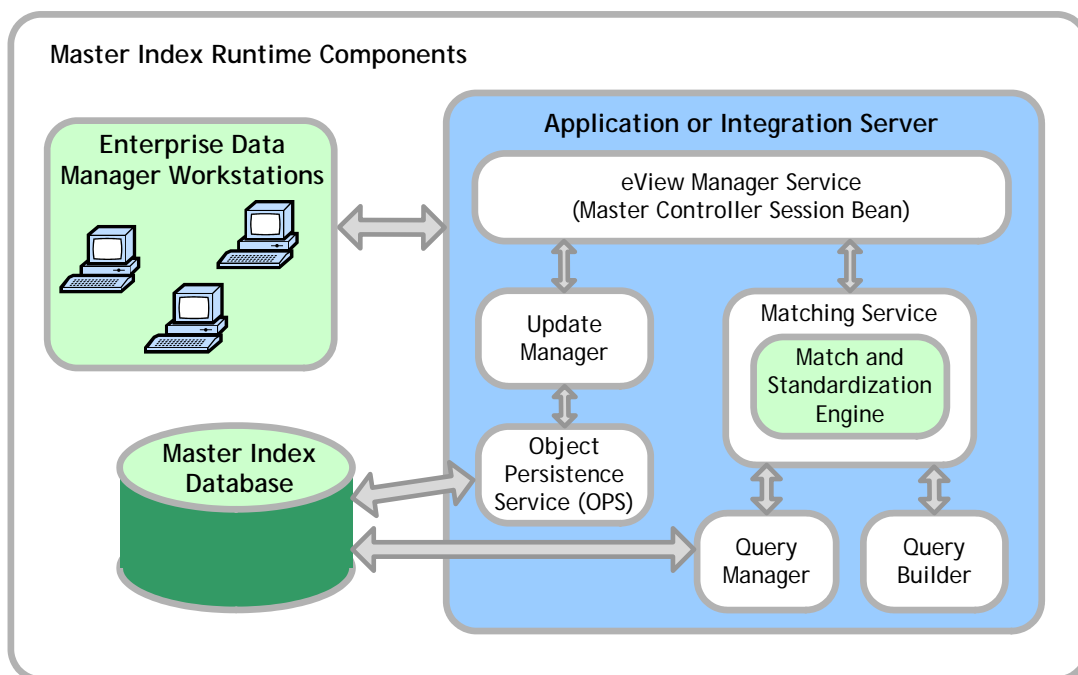 Master Index Runtime Components
Enterprise Data
Manager Workstations
Application or Integration Server
eView Manager Service
(Master Controller Session Bean)
Update
Manager
Matching Service
Match and
Standardization
Engine
Master Index
Database
Object
Persistence
Service (OPS)
Query
Manager
Query
Builder